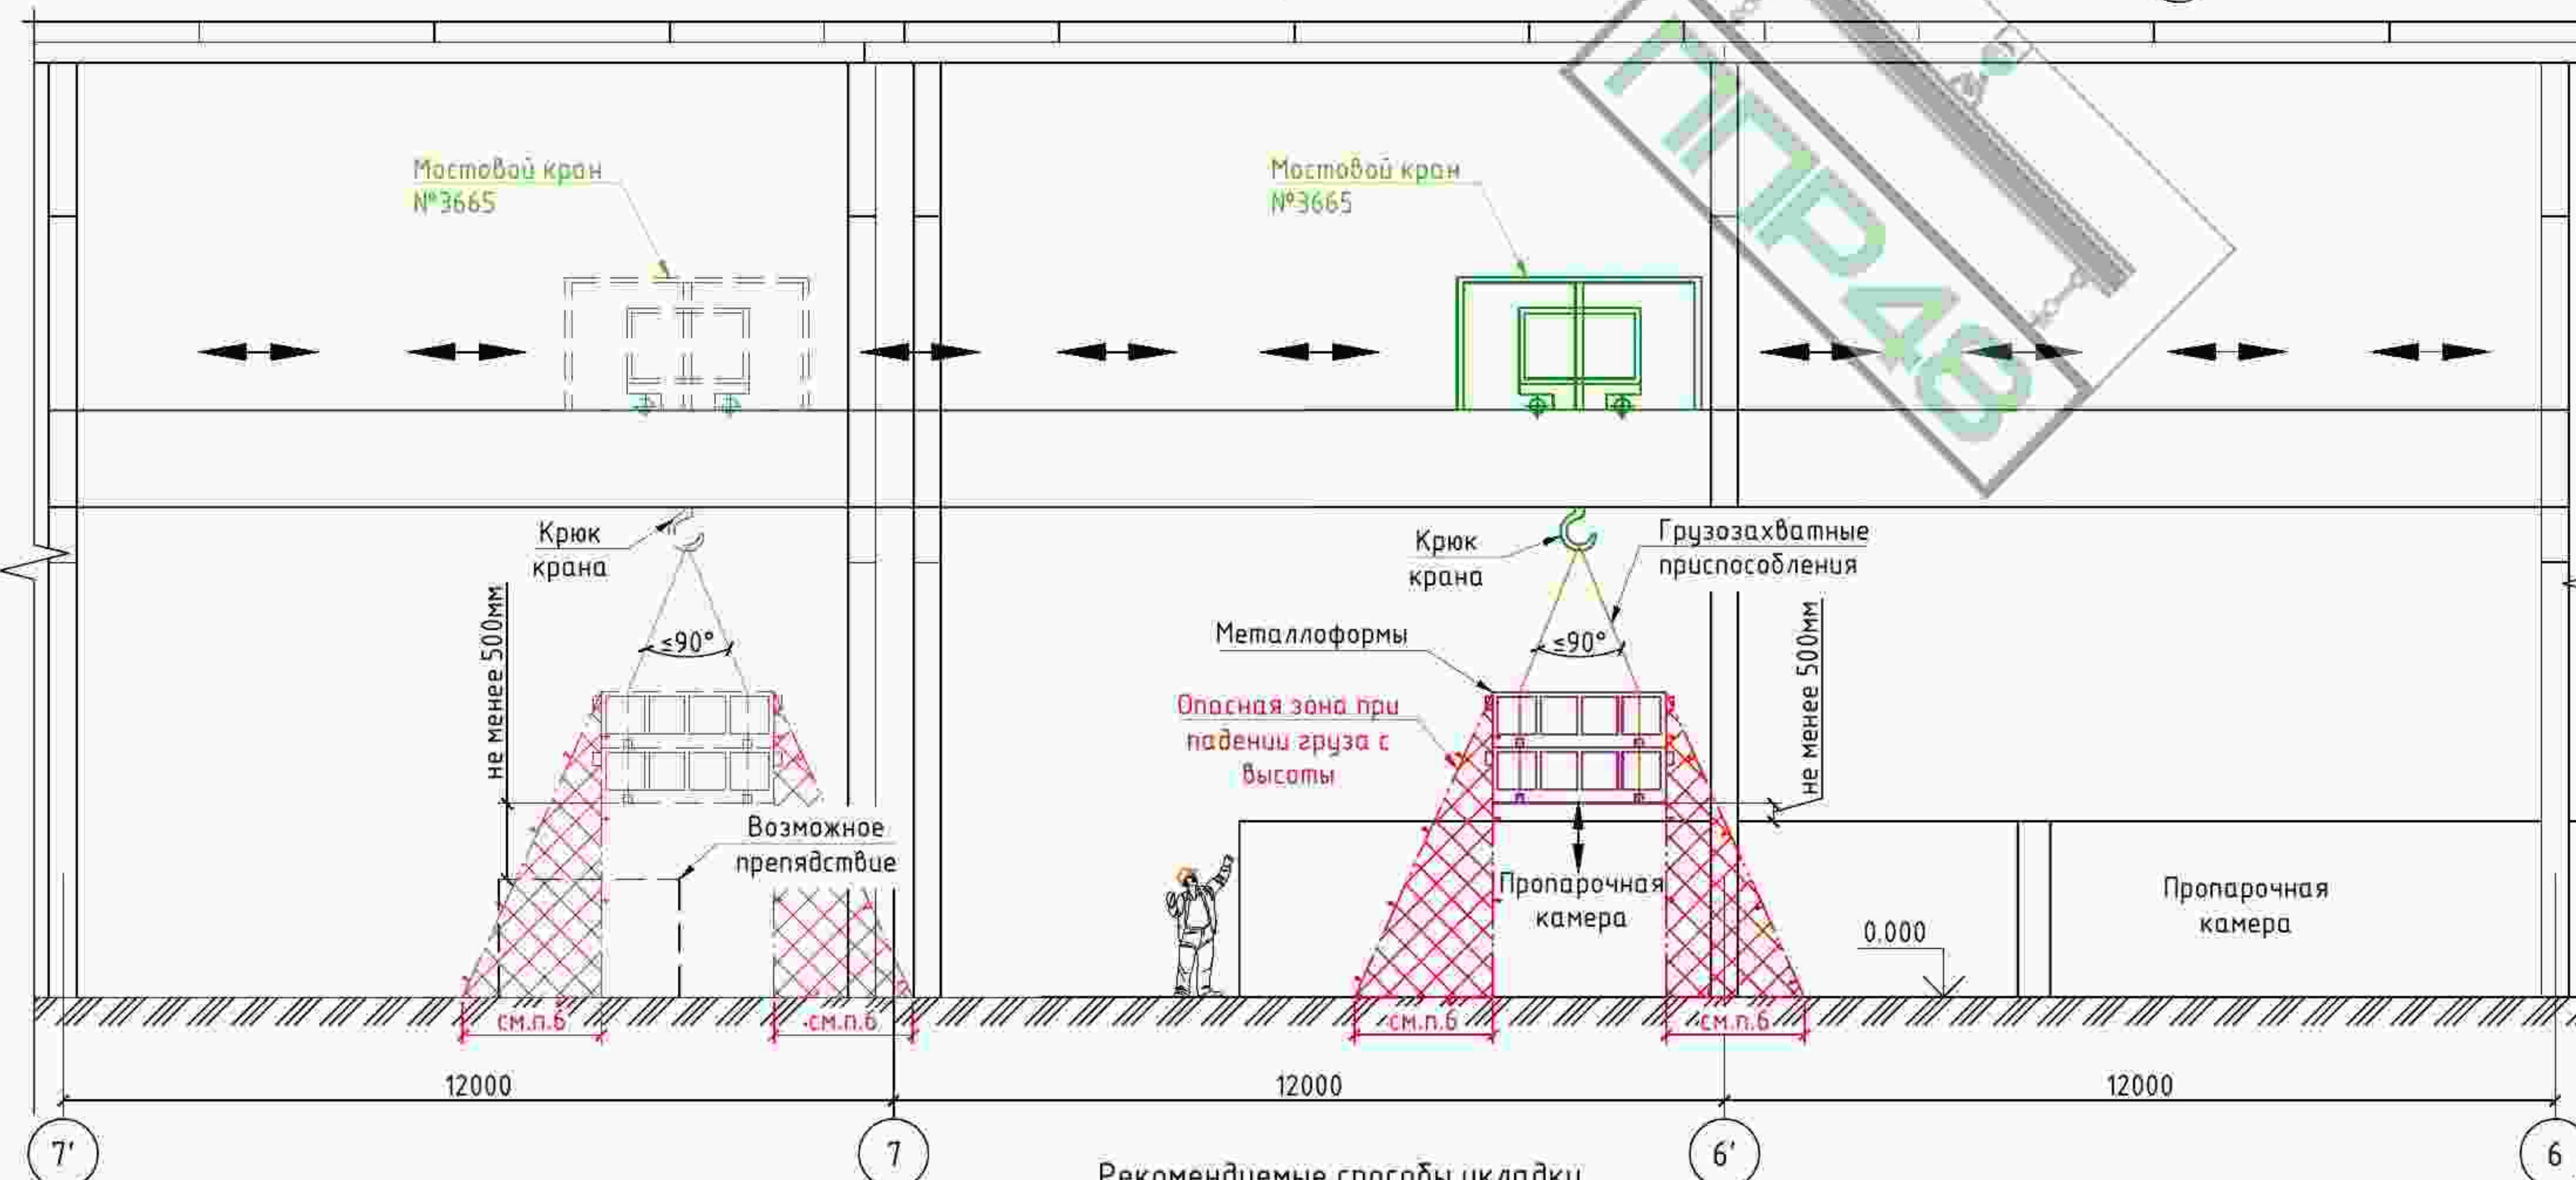 ППР48
Мостовой кран
№3665
Мостовой кран
№3665
Крюк
крана
Крюк
крана
Грузозахватные
приспособления
не менее 500мм
≤90°
Металлоформы
≤90°
не менее 500мм
Опасная зона при
падении груза с
высоты
Возможное
препядствие
Пропарочная
камера
0,000
Пропарочная
камера
см.п.6
см.п.6
см.п.6
см.п.6
12000
12000
12000
7'
7
6'
6
Рекомендуемые способы укладки